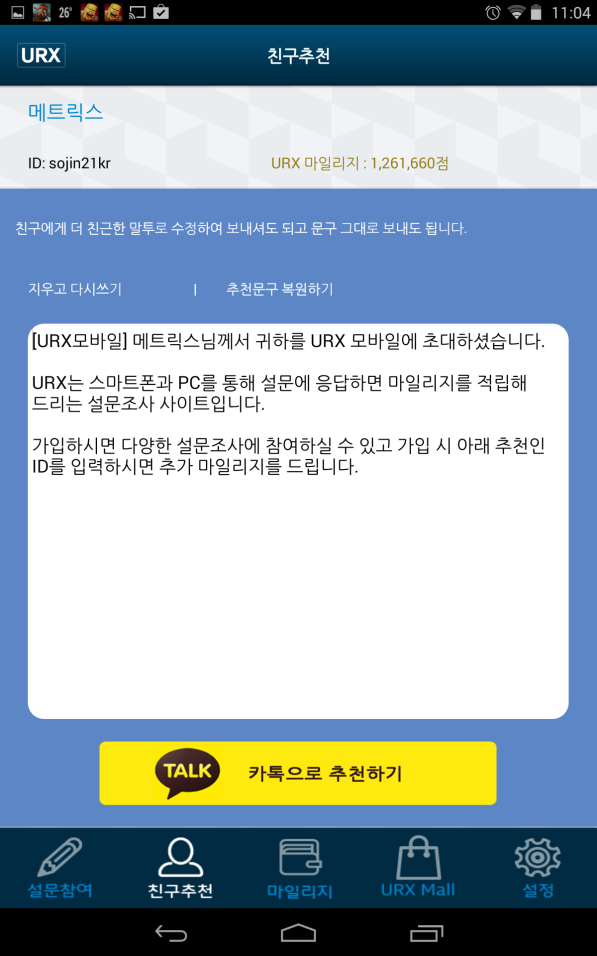 26° 11:04
URX 친구추천
메트릭스
ID: sojin21kr URX 마일리지 : 1,261,660점
친구에게 더 친근한 말투로 수정하여 보내셔도 되고 문구 그대로 보내도 됩니다.
지우고 다시쓰기 | 추천문구 복원하기
[URX모바일] 메트릭스님께서 귀하를 URX 모바일에 초대하셨습니다.
URX는 스마트폰과 PC를 통해 설문에 응답하면 마일리지를 적립해
드리는 설문조사 사이트입니다.
가입하시면 다양한 설문조사에 참여하실 수 있고 가입 시 아래 추천인
ID를 입력하시면 추가 마일리지를 드립니다.
TALK 카톡으로 추천하기
설문참여 친구추천 마일리지 URX Mall 설정